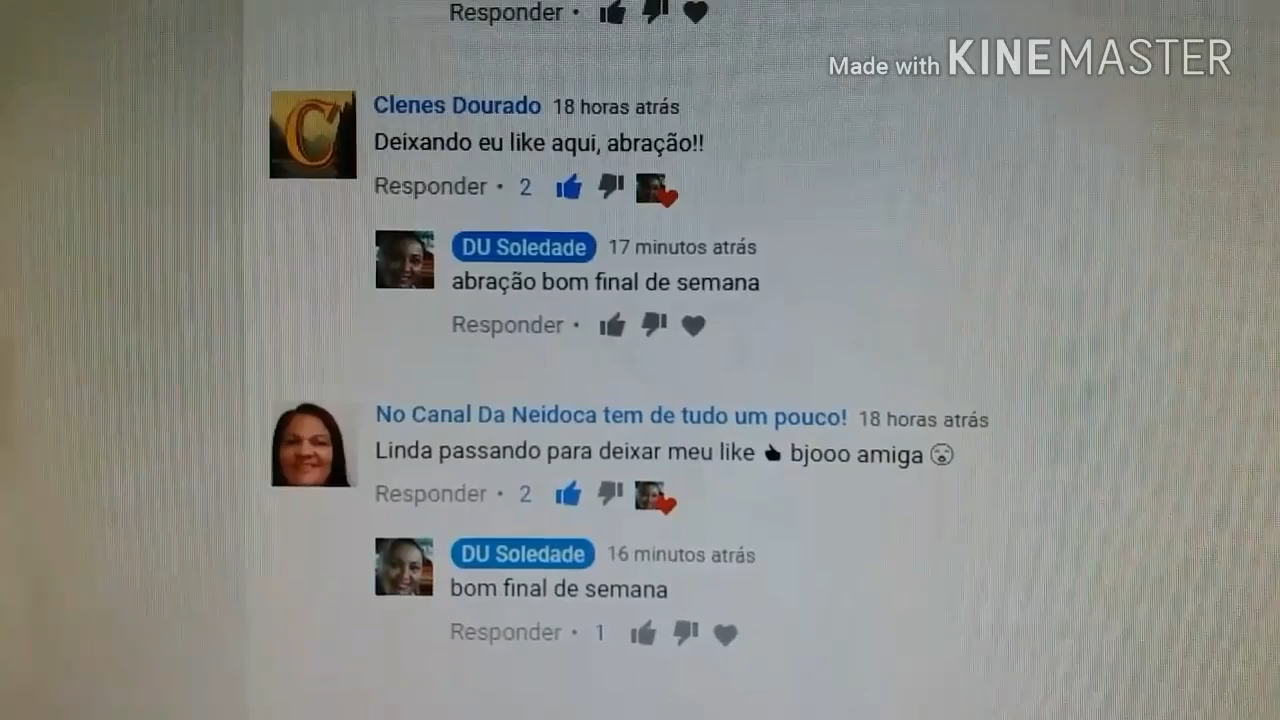 Responder •
Made with KINEMASTER
C
Clenes Dourado 18 horas atrás
Deixando eu like aqui, abração!!
Responder • 2
DU Soledade 17 minutos atrás
abração bom final de semana
Responder •
No Canal Da Neidoca tem de tudo um pouco! 18 horas atrás
Linda passando para deixar meu like bjooo amiga
Responder • 2
DU Soledade 16 minutos atrás
bom final de semana
Responder • 1